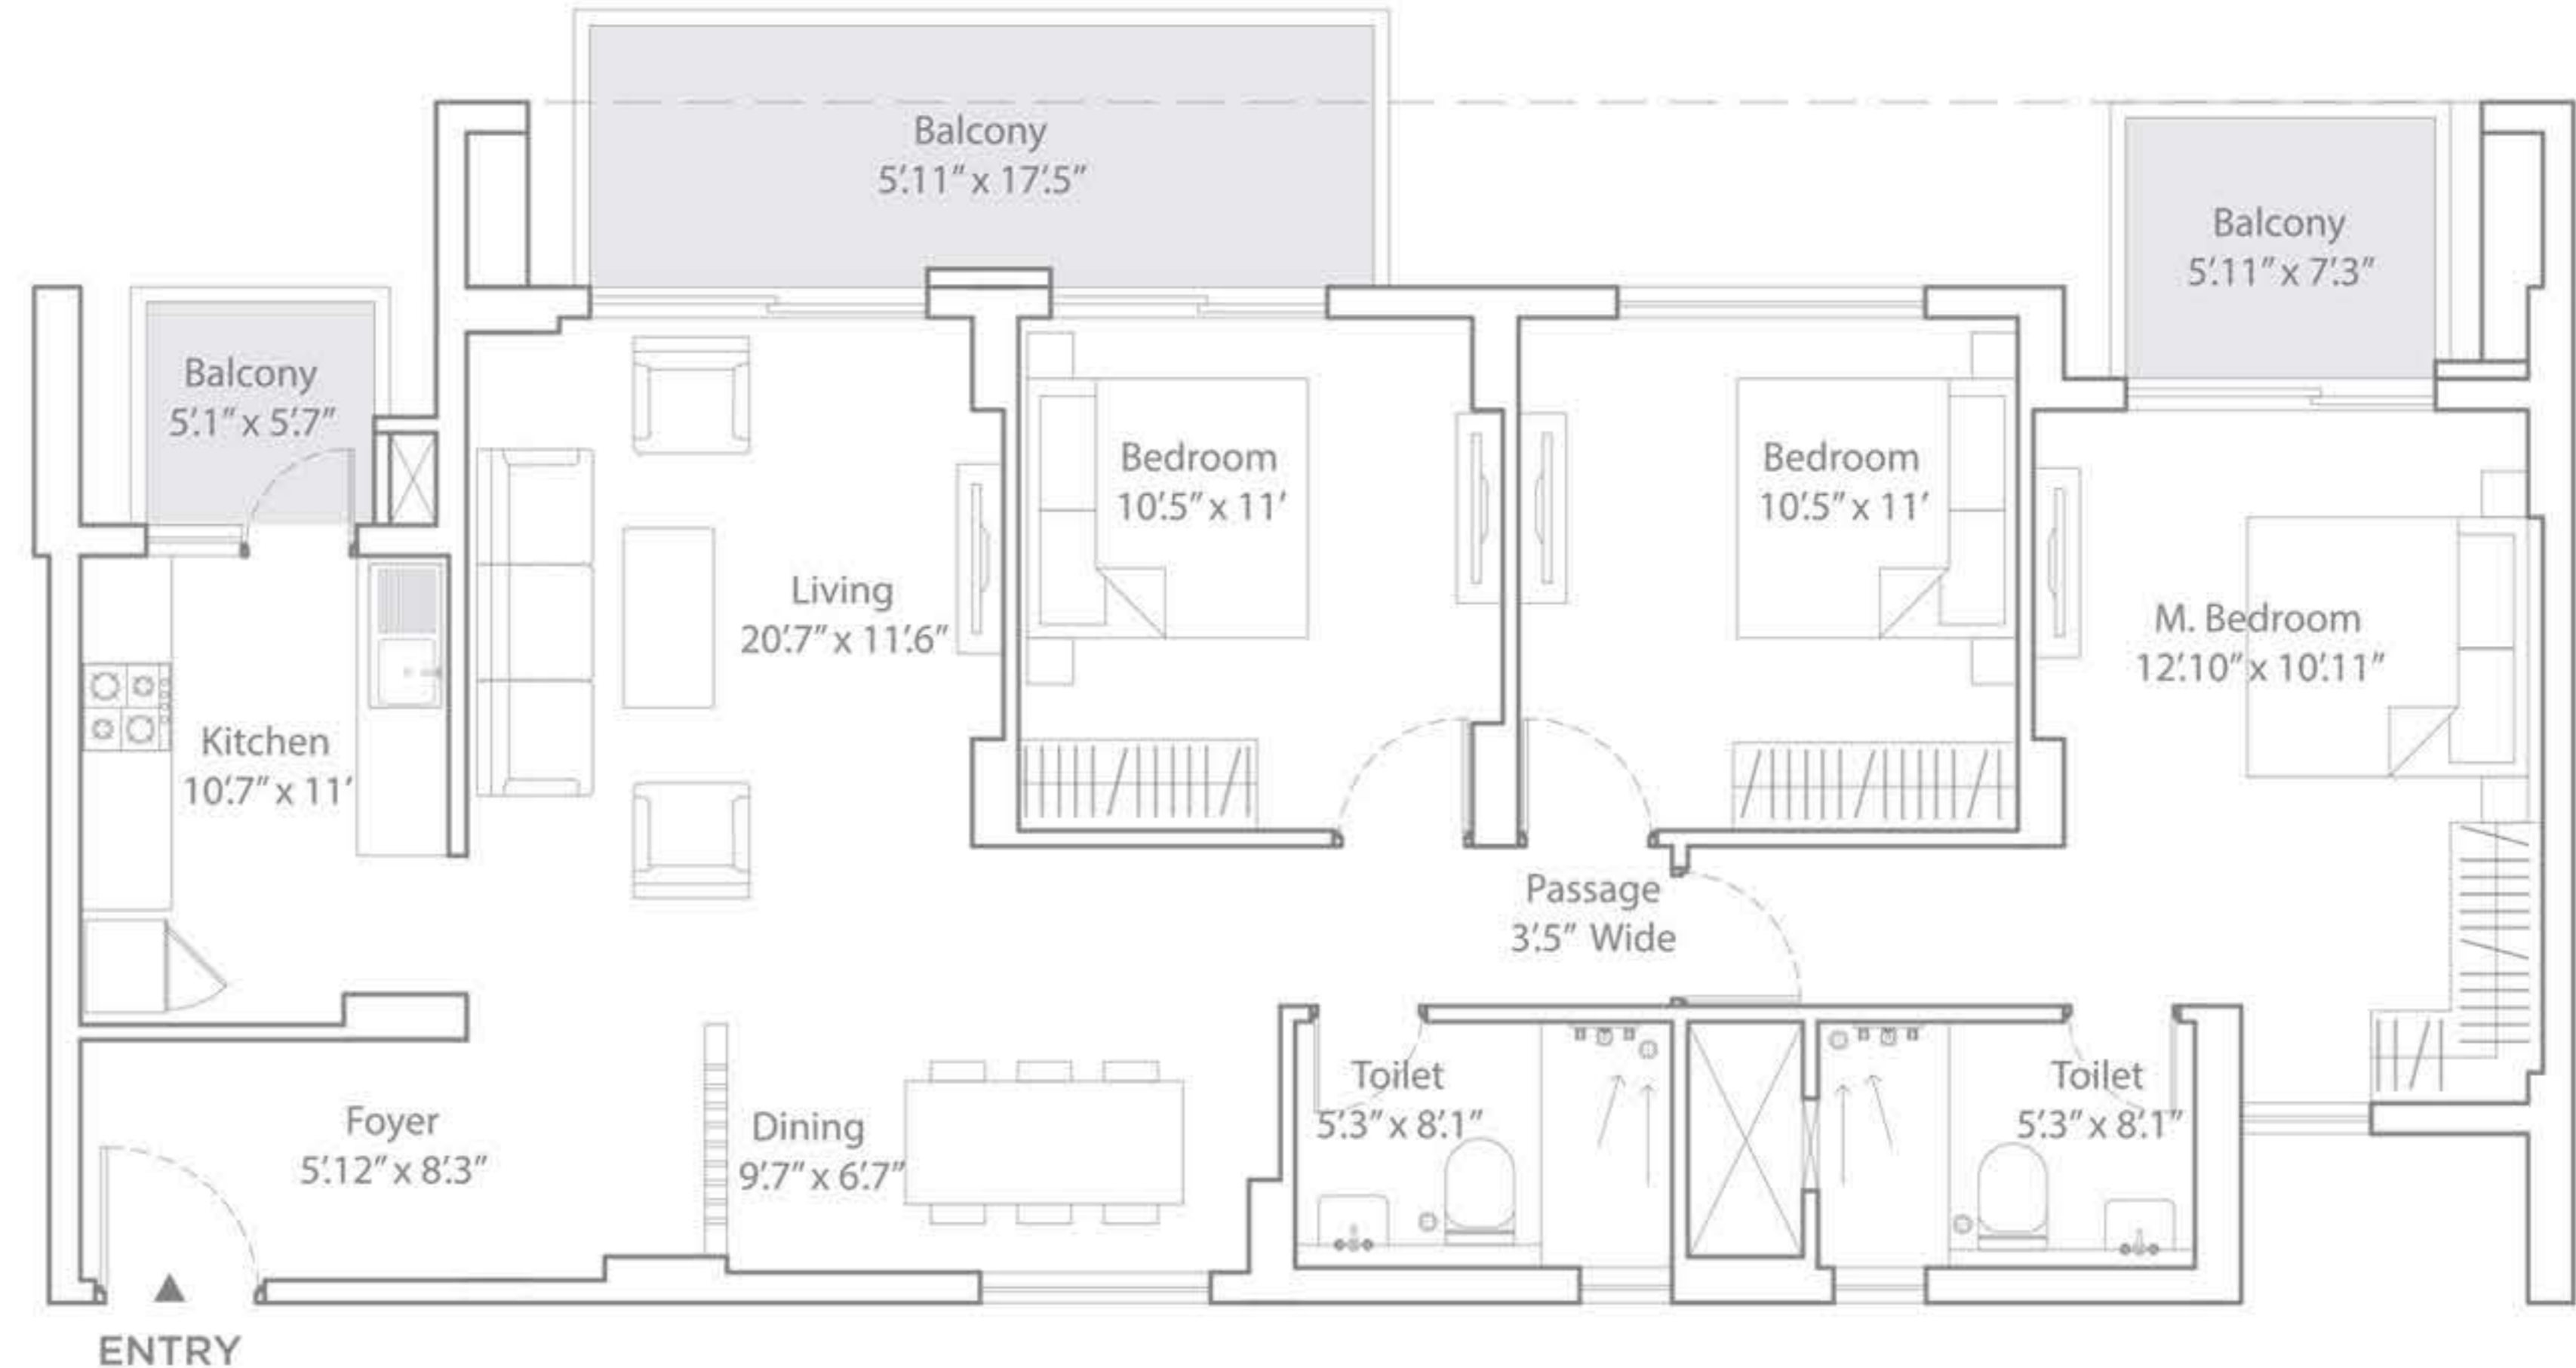 Balcony
5'.11" x 17'.5"
Balcony
5'.11" x 7'.3"
Balcony
5'.1" x 5'.7"
Bedroom
10'.5" x 11'
Bedroom
10'.5" x 11'
Living
20'.7" x 11'.6"
M. Bedroom
12'.10" x 10'.11"
Kitchen
10'.7" x 11'
Passage
3'.5" Wide
Foyer
5'.12" x 8'.3"
Dining
9'.7" x 6'.7"
Toilet
5'.3" x 8'.1"
Toilet
5'.3" x 8'.1"
ENTRY